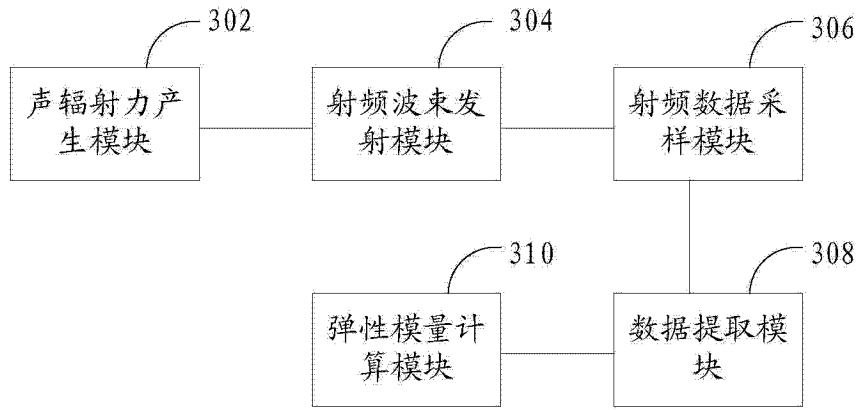 302
声辐射力产
生模块
304
射频波束发
射模块
306
射频数据采
样模块
310
弹性模量计
算模块
308
数据提取模
块